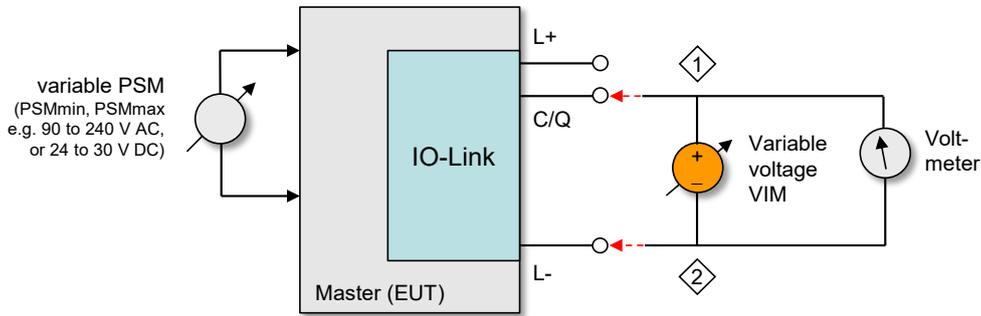 variable PSM
(PSMmin, PSMmax
e.g. 90 to 240 V AC,
or 24 to 30 V DC)
IO-Link
Master (EUT)
L+
C/Q
L-
1
+
–
Variable
voltage
VIM
2
Volt-
meter